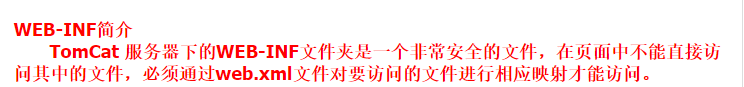 WEB-INF简介
TomCat 服务器下的WEB-INF文件夹是一个非常安全的文件，在页面中不能直接访
问其中的文件，必须通过web.xml文件对要访问的文件进行相应映射才能访问。